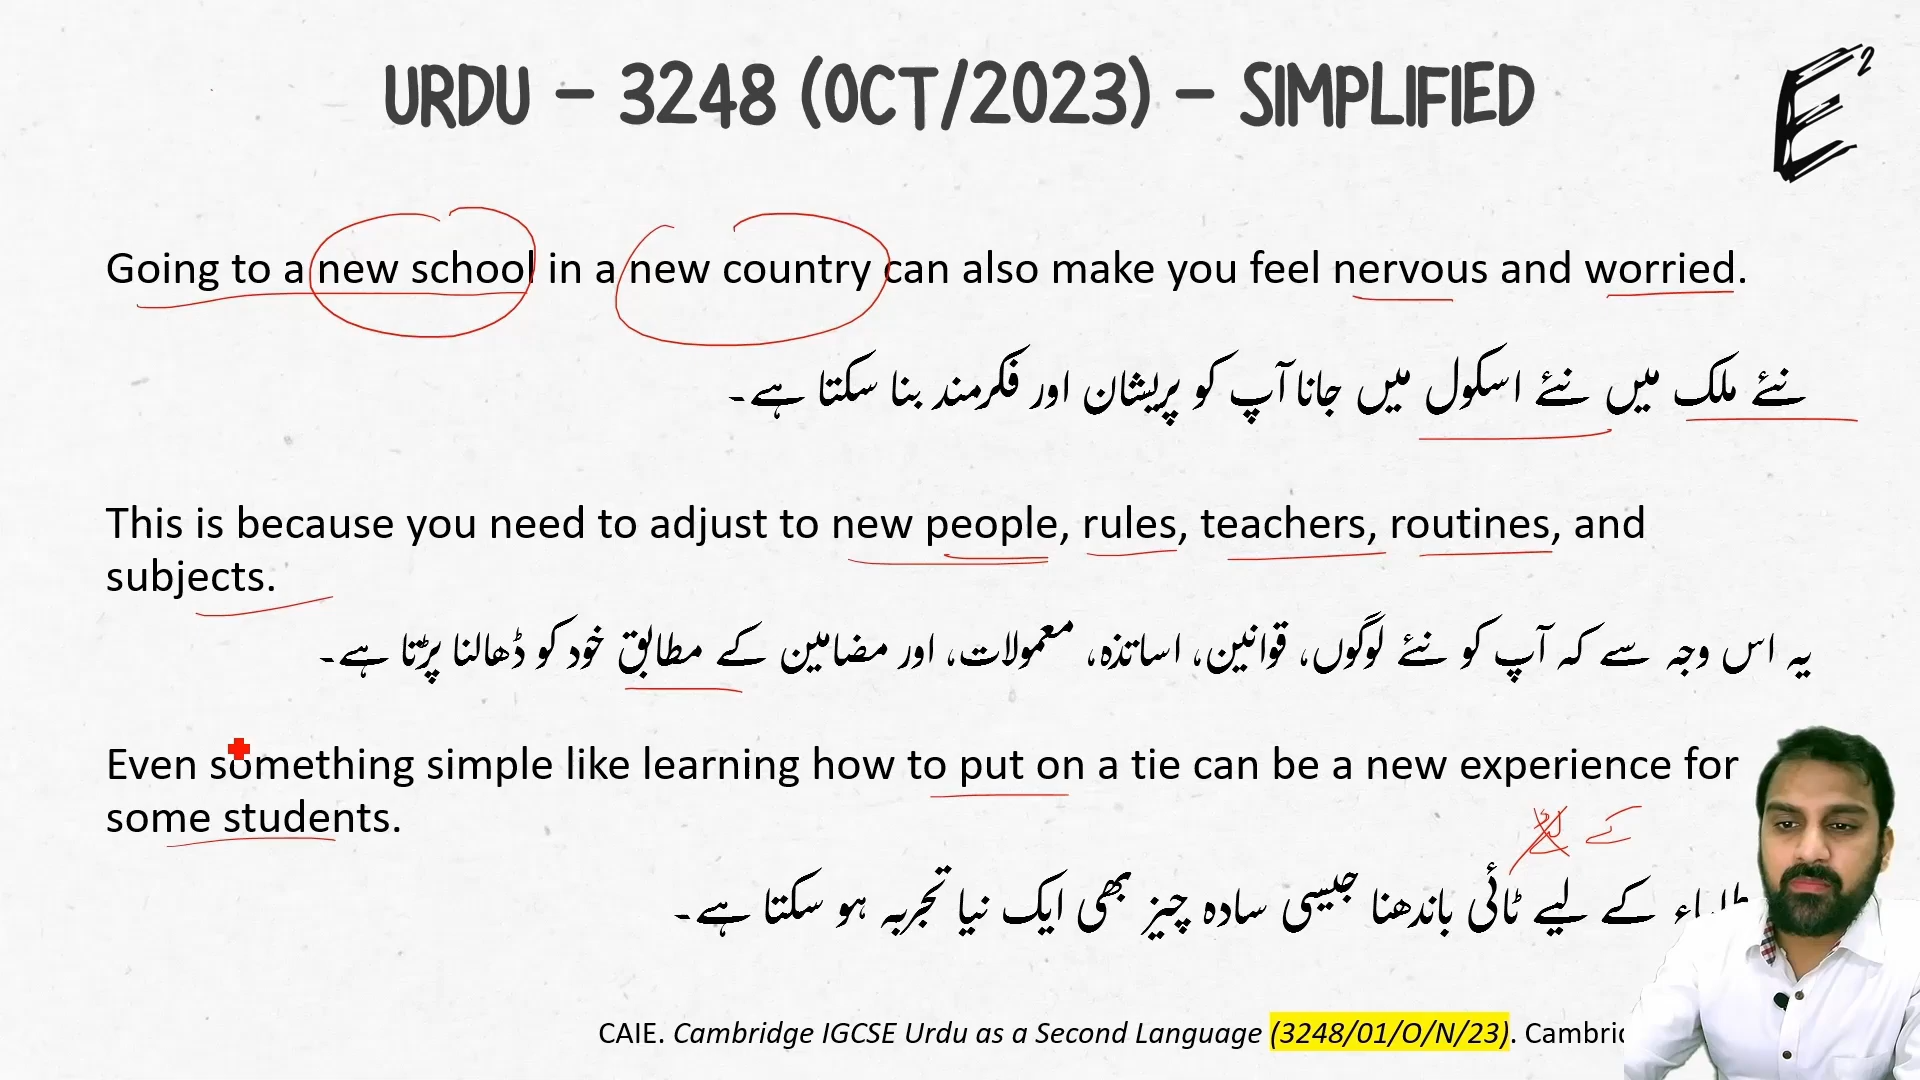 URDU – 3248 (OCT/2023) – SIMPLIFIED
E²
Going to a new school in a new country can also make you feel nervous and worried.
نئے ملک میں نئے اسکول میں جانا آپ کو پریشان اور فکرمند بنا سکتا ہے۔
This is because you need to adjust to new people, rules, teachers, routines, and
subjects.
یہ اس وجہ سے کہ آپ کو نئے لوگوں، قوانین، اساتذہ، معمولات، اور مضامین کے مطابق خود کو ڈھالنا پڑتا ہے۔
Even something simple like learning how to put on a tie can be a new experience for
some students.
کے
کے لیے ٹائی باندھنا جیسی سادہ چیز بھی ایک نیا تجربہ ہو سکتا ہے۔
CAIE. Cambridge IGCSE Urdu as a Second Language (3248/01/O/N/23). Cambri